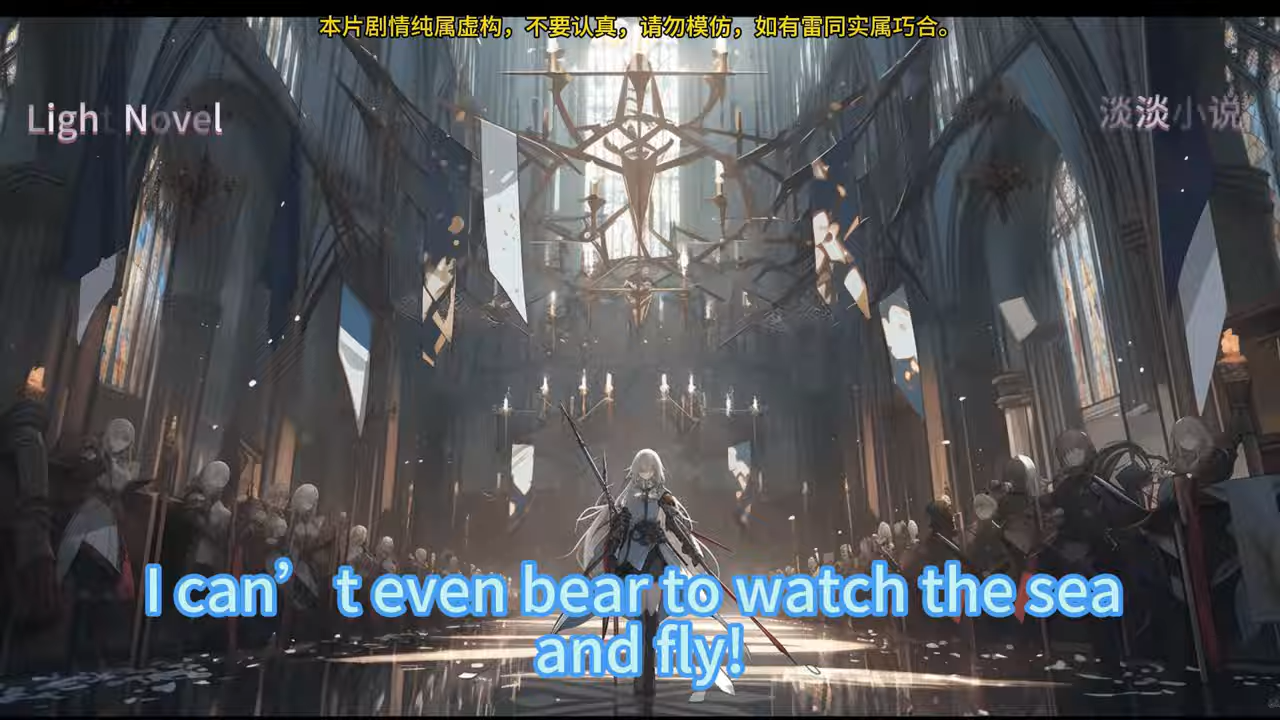 本片剧情纯属虚构，不要认真，请勿模仿，如有雷同实属巧合。
Light Novel
淡淡小说
I can’t even bear to watch the sea
and fly!